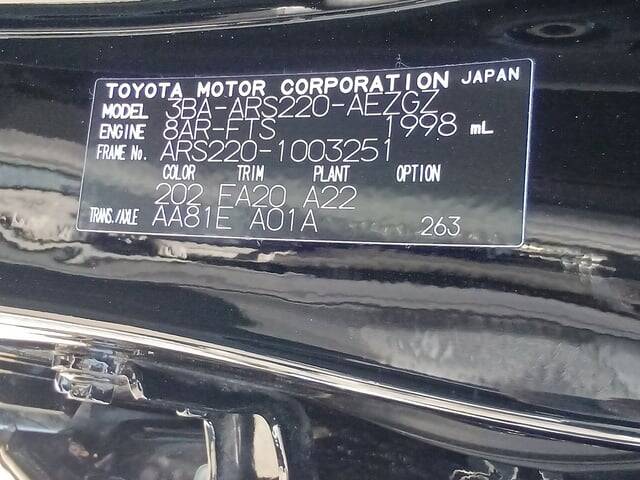 TOYOTA MOTOR CORPORATION JAPAN
MODEL 3BA-ARS220-AEZGZ
ENGINE 8AR-FTS 1998 mL
FRAME No. ARS220-1003251
COLOR TRIM PLANT OPTION
202 FA20 A22
TRANS./AXLE AA81E A01A 263